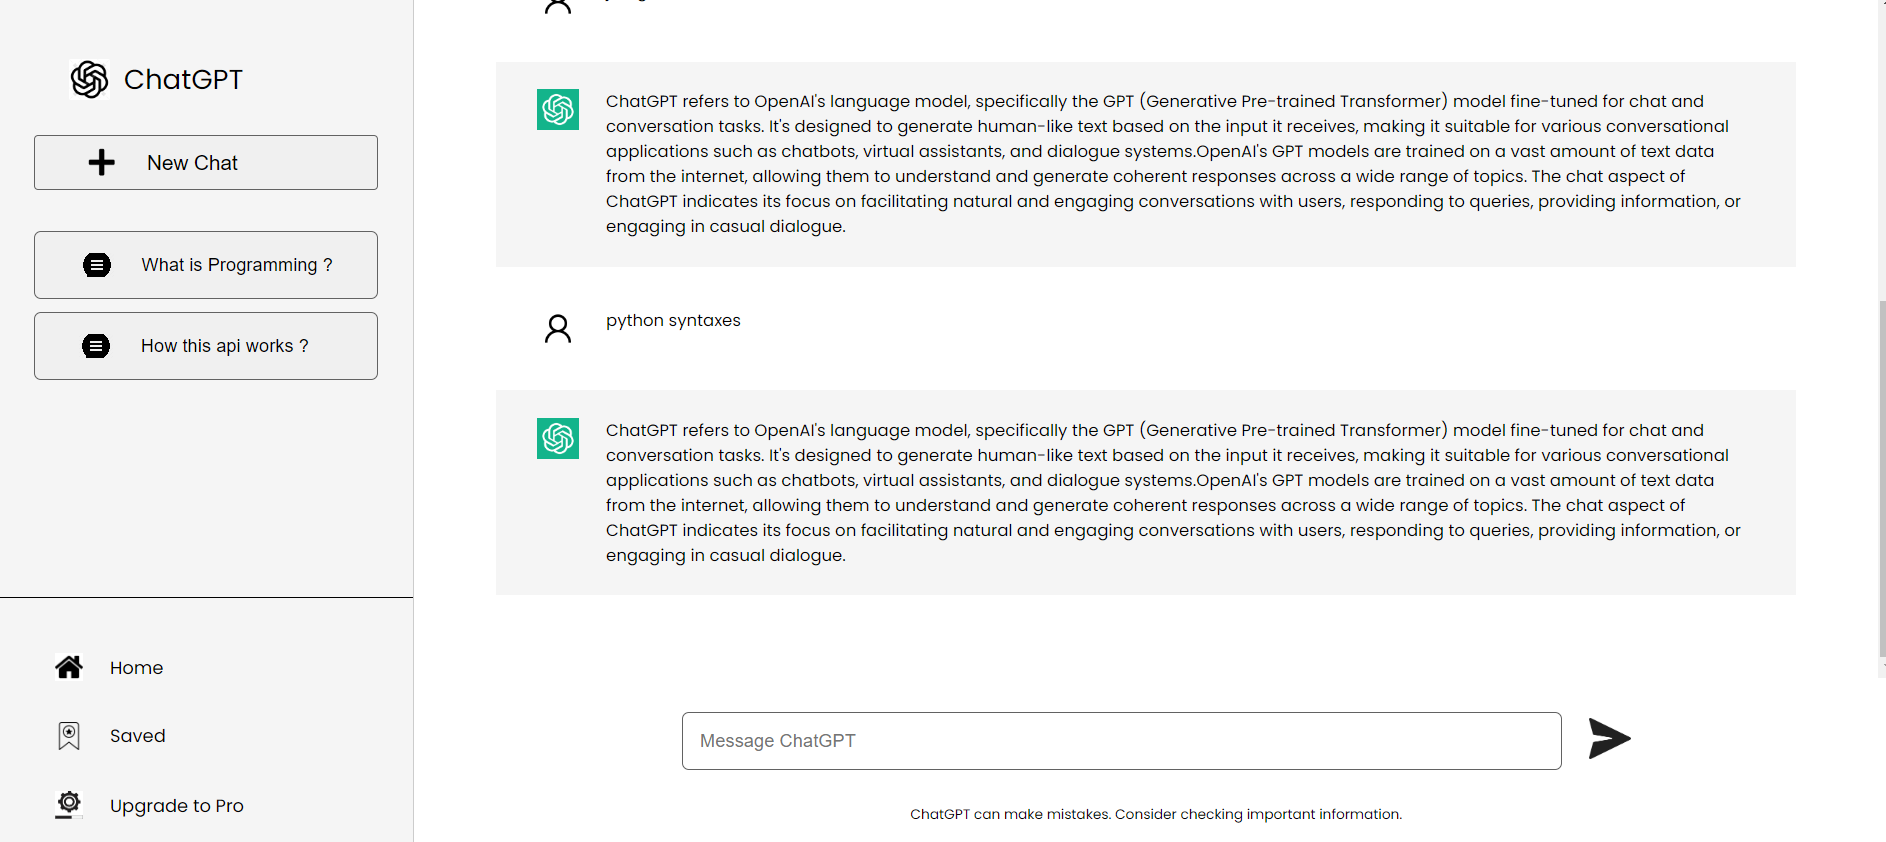 ChatGPT
New Chat
What is Programming ?
How this api works ?
Home
Saved
Upgrade to Pro
ChatGPT refers to OpenAI's language model, specifically the GPT (Generative Pre-trained Transformer) model fine-tuned for chat and
conversation tasks. It's designed to generate human-like text based on the input it receives, making it suitable for various conversational
applications such as chatbots, virtual assistants, and dialogue systems.OpenAI's GPT models are trained on a vast amount of text data
from the internet, allowing them to understand and generate coherent responses across a wide range of topics. The chat aspect of
ChatGPT indicates its focus on facilitating natural and engaging conversations with users, responding to queries, providing information, or
engaging in casual dialogue.
python syntaxes
ChatGPT refers to OpenAI's language model, specifically the GPT (Generative Pre-trained Transformer) model fine-tuned for chat and
conversation tasks. It's designed to generate human-like text based on the input it receives, making it suitable for various conversational
applications such as chatbots, virtual assistants, and dialogue systems.OpenAI's GPT models are trained on a vast amount of text data
from the internet, allowing them to understand and generate coherent responses across a wide range of topics. The chat aspect of
ChatGPT indicates its focus on facilitating natural and engaging conversations with users, responding to queries, providing information, or
engaging in casual dialogue.
Message ChatGPT
ChatGPT can make mistakes. Consider checking important information.